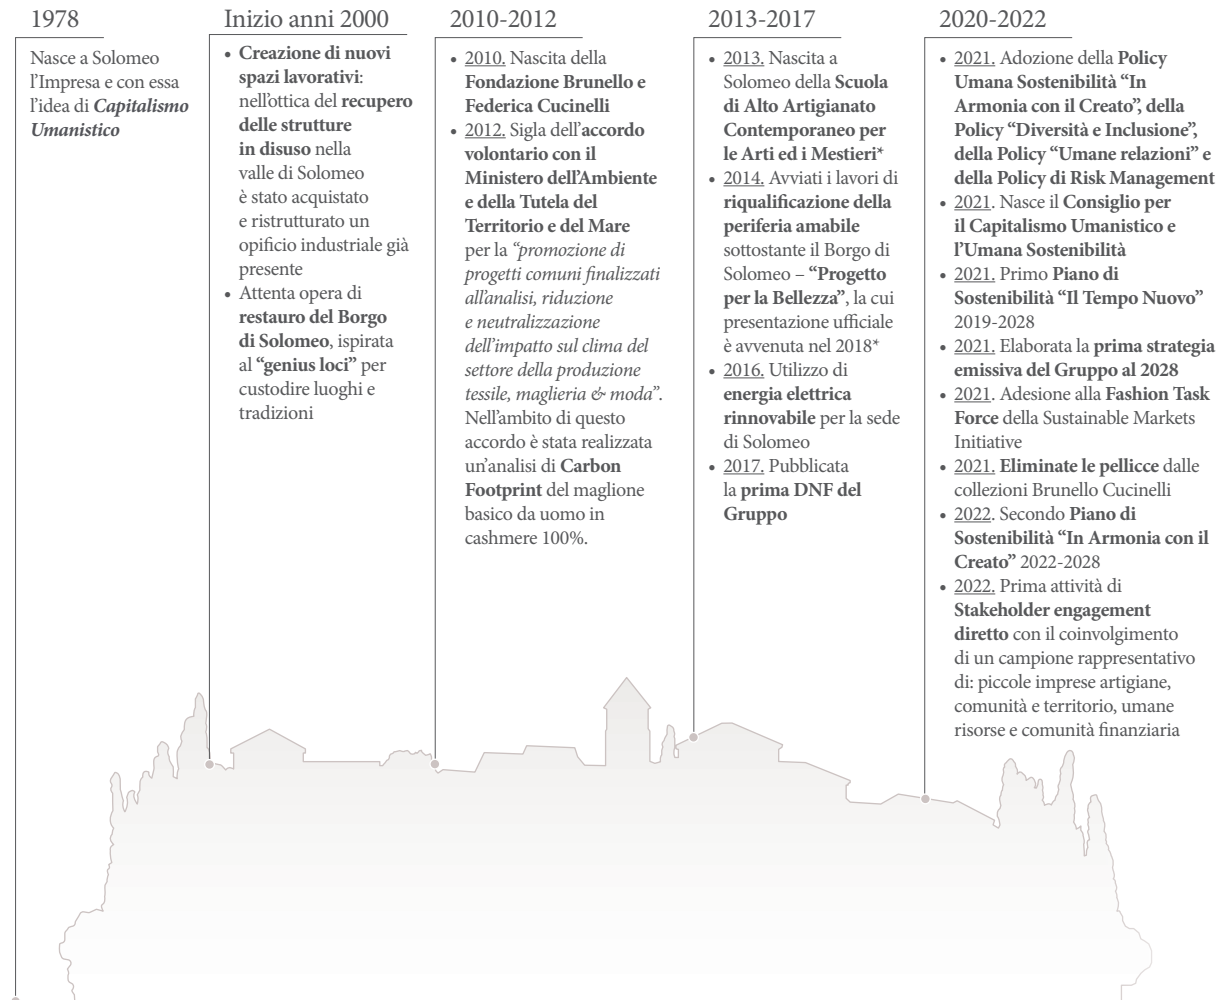 1978
Nasce a Solomeo
l'Impresa e con essa
l'idea di Capitalismo
Umanistico
Inizio anni 2000
• Creazione di nuovi
spazi lavorativi:
nell'ottica del recupero
delle strutture
in disuso nella
valle di Solomeo
è stato acquistato
e ristrutturato un
opificio industriale già
presente
• Attenta opera di
restauro del Borgo
di Solomeo, ispirata
al “genius loci” per
custodire luoghi e
tradizioni
2010-2012
• 2010. Nascita della
Fondazione Brunello e
Federica Cucinelli
• 2012. Sigla dell'accordo
volontario con il
Ministero dell'Ambiente
e della Tutela del
Territorio e del Mare
per la “promozione di
progetti comuni finalizzati
all'analisi, riduzione
e neutralizzazione
dell'impatto sul clima del
settore della produzione
tessile, maglieria & moda”.
Nell'ambito di questo
accordo è stata realizzata
un'analisi di Carbon
Footprint del maglione
basico da uomo in
cashmere 100%.
2013-2017
• 2013. Nascita a
Solomeo della Scuola
di Alto Artigianato
Contemporaneo per
le Arti ed i Mestieri*
• 2014. Avviati i lavori di
riqualificazione della
periferia amabile
sottostante il Borgo di
Solomeo – “Progetto
per la Bellezza”, la cui
presentazione ufficiale
è avvenuta nel 2018*
• 2016. Utilizzo di
energia elettrica
rinnovabile per la sede
di Solomeo
• 2017. Pubblicata
la prima DNF del
Gruppo
2020-2022
• 2021. Adozione della Policy
Umana Sostenibilità “In
Armonia con il Creato”, della
Policy “Diversità e Inclusione”,
della Policy “Umane relazioni” e
della Policy di Risk Management
• 2021. Nasce il Consiglio per
il Capitalismo Umanistico e
l'Umana Sostenibilità
• 2021. Primo Piano di
Sostenibilità “Il Tempo Nuovo”
2019-2028
• 2021. Elaborata la prima strategia
emissiva del Gruppo al 2028
• 2021. Adesione alla Fashion Task
Force della Sustainable Markets
Initiative
• 2021. Eliminate le pellicce dalle
collezioni Brunello Cucinelli
• 2022. Secondo Piano di
Sostenibilità “In Armonia con il
Creato” 2022-2028
• 2022. Prima attività di
Stakeholder engagement
diretto con il coinvolgimento
di un campione rappresentativo
di: piccole imprese artigiane,
comunità e territorio, umane
risorse e comunità finanziaria